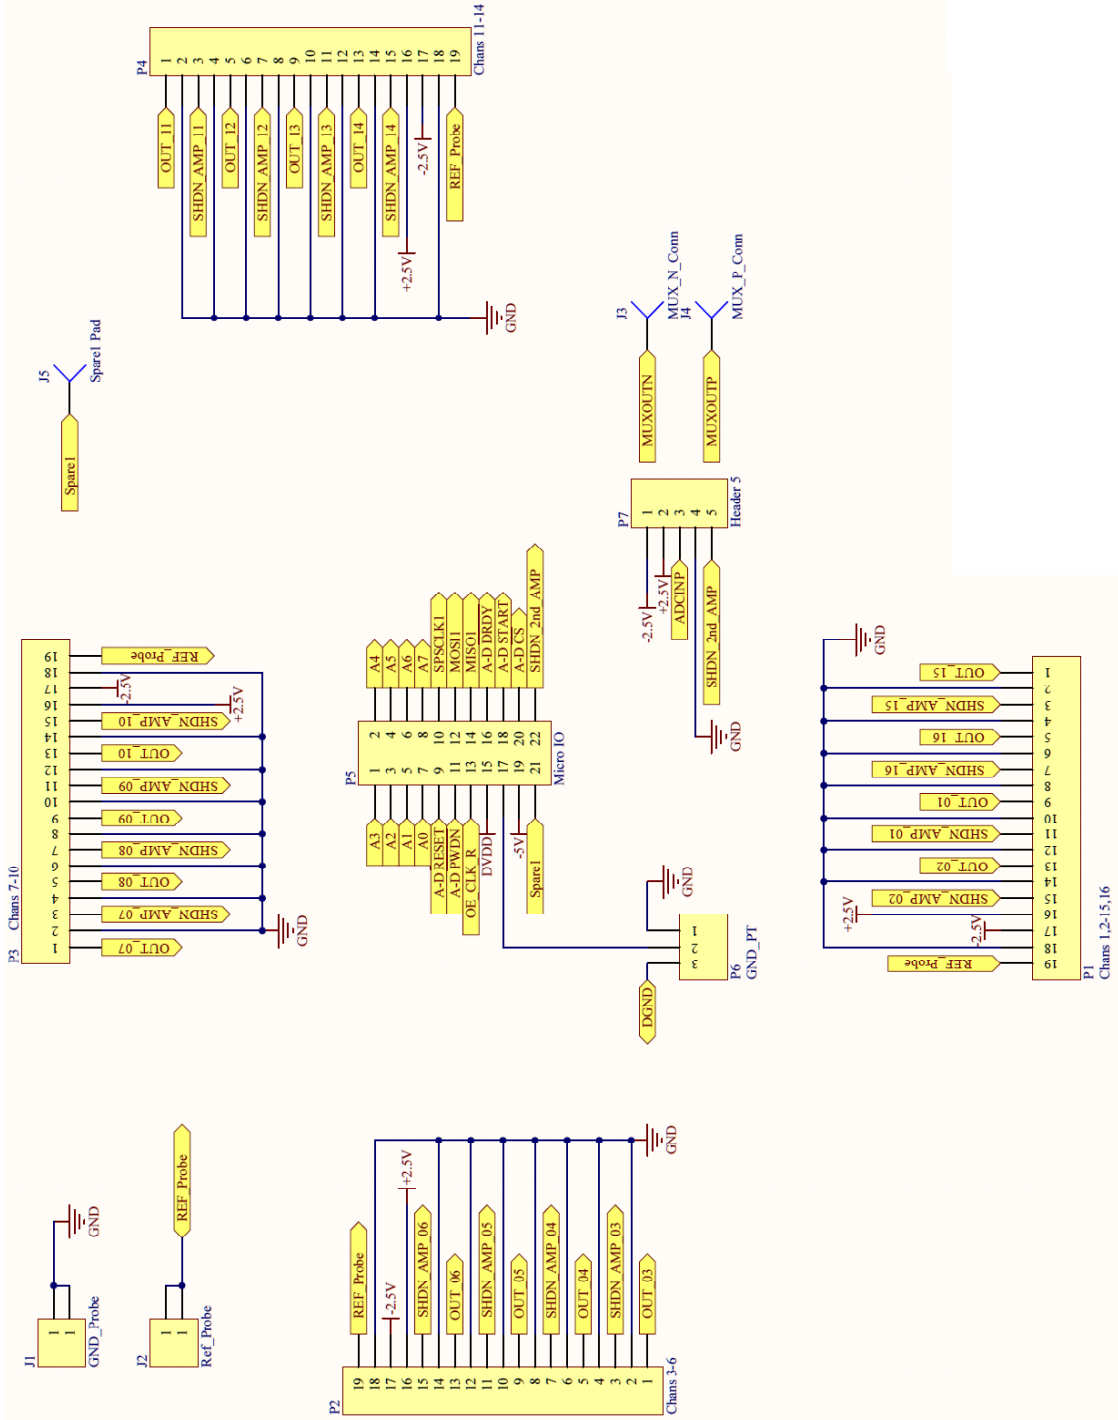 P4
1
2
3
4
5
6
7
8
9
10
11
12
13
14
15
16
17
18
19
Chans 11-14
OUT_11
SHDN_AMP_11
OUT_12
SHDN_AMP_12
OUT_13
SHDN_AMP_13
OUT_14
SHDN_AMP_14
+2.5V
-2.5V
REF_Probe
GND
J5
Spare1 Pad
Spare1
J3
MUX_N_Conn
J4
MUX_P_Conn
MUXOUTN
MUXOUTP
P7
1
2
3
4
5
Header 5
-2.5V
+2.5V
ADCINP
SHDN_2nd_AMP
GND
P3
Chans 7-10
19
18
17
16
15
14
13
12
11
10
9
8
7
6
5
4
3
2
1
REF_Probe
-2.5V
+2.5V
SHDN_AMP_10
OUT_10
SHDN_AMP_09
OUT_09
SHDN_AMP_08
OUT_08
SHDN_AMP_07
OUT_07
GND
P5
Micro IO
A4
A5
A6
A7
SPSCLK1
MOSI1
MISO1
A-D_DRDY
A-D_START
A-D_CS
SHDN_2nd_AMP
2
4
6
8
10
12
14
16
18
20
22
1
3
5
7
9
11
13
15
17
19
21
A3
A2
A1
A0
A-D_RESET
A-D_PWDN
OE_CLK_R
DVDD
-5V
Spare1
GND
1
2
3
P6
GND_PT
DGND
GND
OUT_15
SHDN_AMP_15
OUT_16
SHDN_AMP_16
OUT_01
SHDN_AMP_01
OUT_02
SHDN_AMP_02
+2.5V
-2.5V
REF_Probe
1
2
3
4
5
6
7
8
9
10
11
12
13
14
15
16
17
18
19
P1
Chans 1,2-15,16
GND
1
1
J1
GND_Probe
REF_Probe
1
1
J2
Ref_Probe
GND
REF_Probe
-2.5V
+2.5V
SHDN_AMP_06
OUT_06
SHDN_AMP_05
OUT_05
SHDN_AMP_04
OUT_04
SHDN_AMP_03
OUT_03
19
18
17
16
15
14
13
12
11
10
9
8
7
6
5
4
3
2
1
P2
Chans 3-6